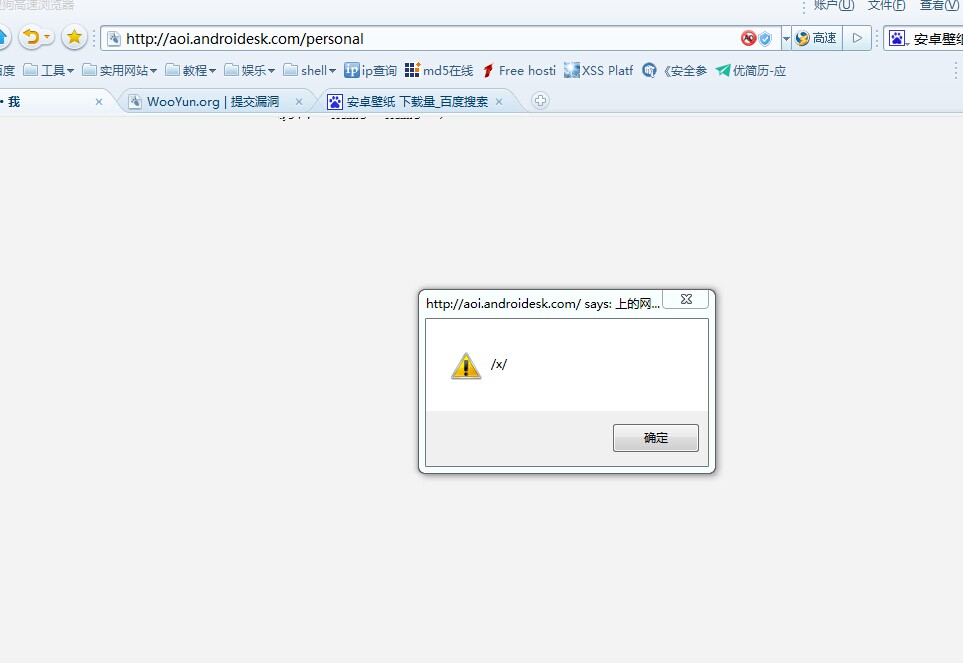 向高速浏览器 账户(U) 文件(F) 查看(V)
http://aoi.androidesk.com/personal 高速 安卓壁纸
百度 工具 实用网站 教程 娱乐 shell ip查询 md5在线 Free hosti XSS Platf 《安全参 优简历-应
· 我 WooYun.org | 提交漏洞 安卓壁纸 下载量_百度搜索
http://aoi.androidesk.com/ says: 上的网...
/x/
确定